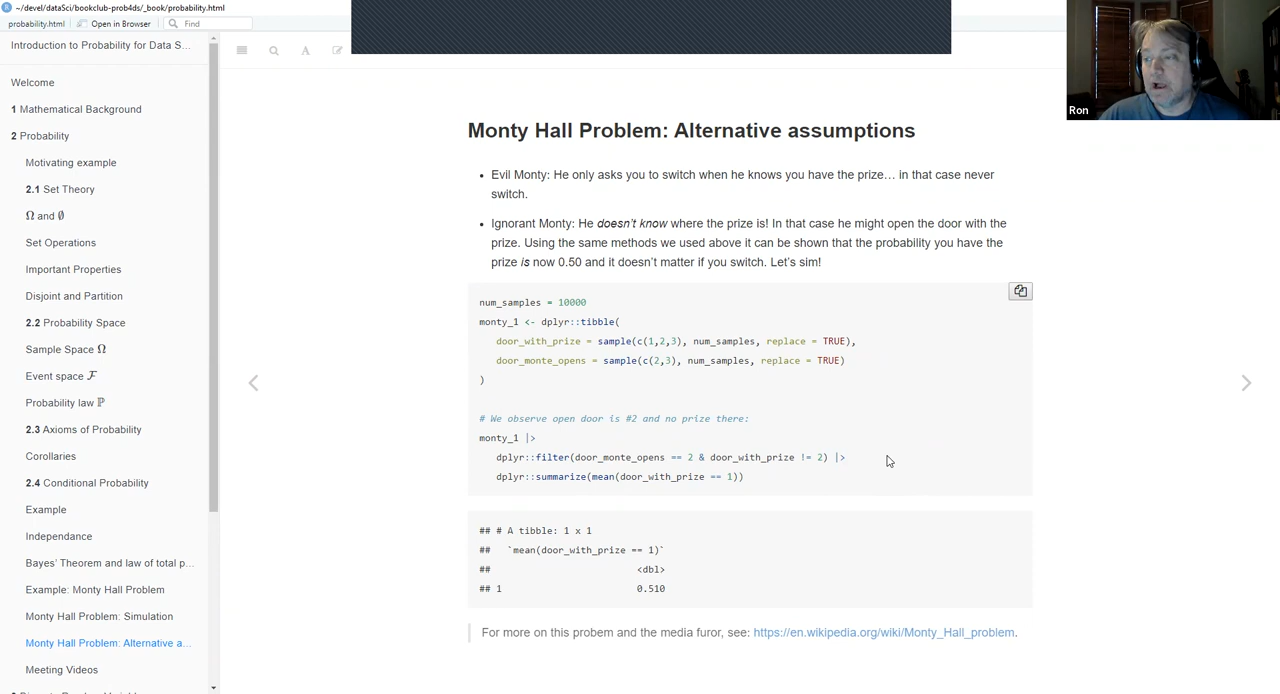 ~/devel/dataSci/bookclub-prob4ds/_book/probability.html
probability.html
Open in Browser
Find
Introduction to Probability for Data S...
Welcome
1 Mathematical Background
2 Probability
Motivating example
2.1 Set Theory
Ω and ∅
Set Operations
Important Properties
Disjoint and Partition
2.2 Probability Space
Sample Space Ω
Event space ℱ
Probability law ℙ
2.3 Axioms of Probability
Corollaries
2.4 Conditional Probability
Example
Independence
Bayes' Theorem and law of total p...
Example: Monty Hall Problem
Monty Hall Problem: Simulation
Monty Hall Problem: Alternative a...
Meeting Videos
Monty Hall Problem: Alternative assumptions
• Evil Monty: He only asks you to switch when he knows you have the prize… in that case never
switch.
• Ignorant Monty: He doesn't know where the prize is! In that case he might open the door with the
prize. Using the same methods we used above it can be shown that the probability you have the
prize is now 0.50 and it doesn't matter if you switch. Let's sim!
num_samples = 10000
monty_1 <- dplyr::tibble(
door_with_prize = sample(c(1,2,3), num_samples, replace = TRUE),
door_monte_opens = sample(c(2,3), num_samples, replace = TRUE)
)
# We observe open door is #2 and no prize there:
monty_1 |>
dplyr::filter(door_monte_opens == 2 & door_with_prize != 2) |>
dplyr::summarize(mean(door_with_prize == 1))
## # A tibble: 1 x 1
## `mean(door_with_prize == 1)`
## <dbl>
## 1 0.510
For more on this probem and the media furor, see: https://en.wikipedia.org/wiki/Monty_Hall_problem.
Ron